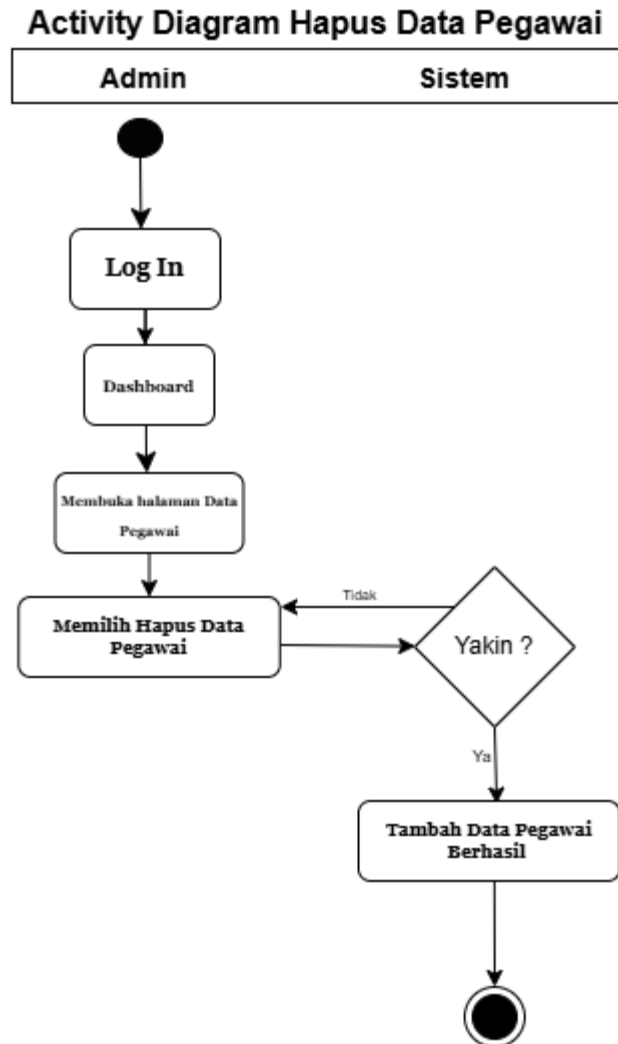 Activity Diagram Hapus Data Pegawai
Admin
Sistem
Log In
Dashboard
Membuka halaman Data
Pegawai
Memilih Hapus Data
Pegawai
Tidak
Yakin ?
Ya
Tambah Data Pegawai
Berhasil